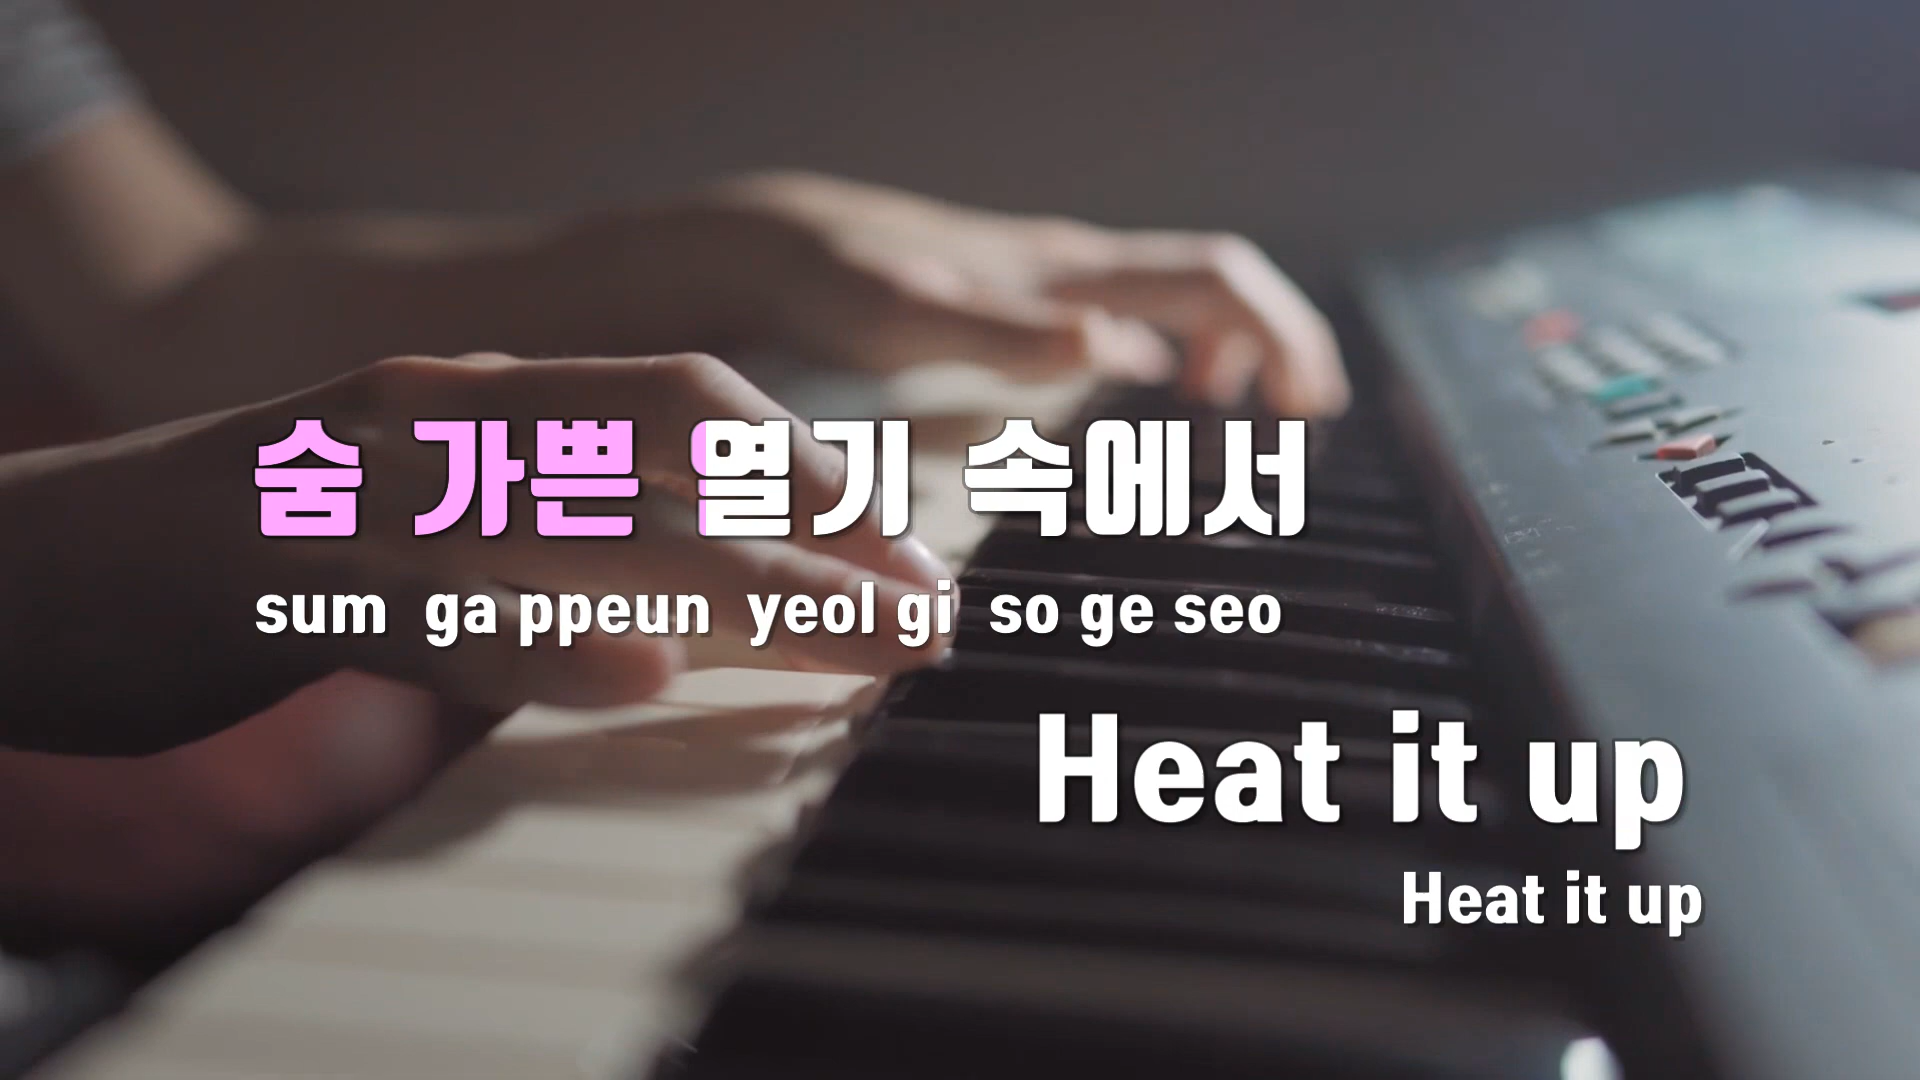 숨 가쁜 열기 속에서
sum ga ppeun yeol gi so ge seo
Heat it up
Heat it up